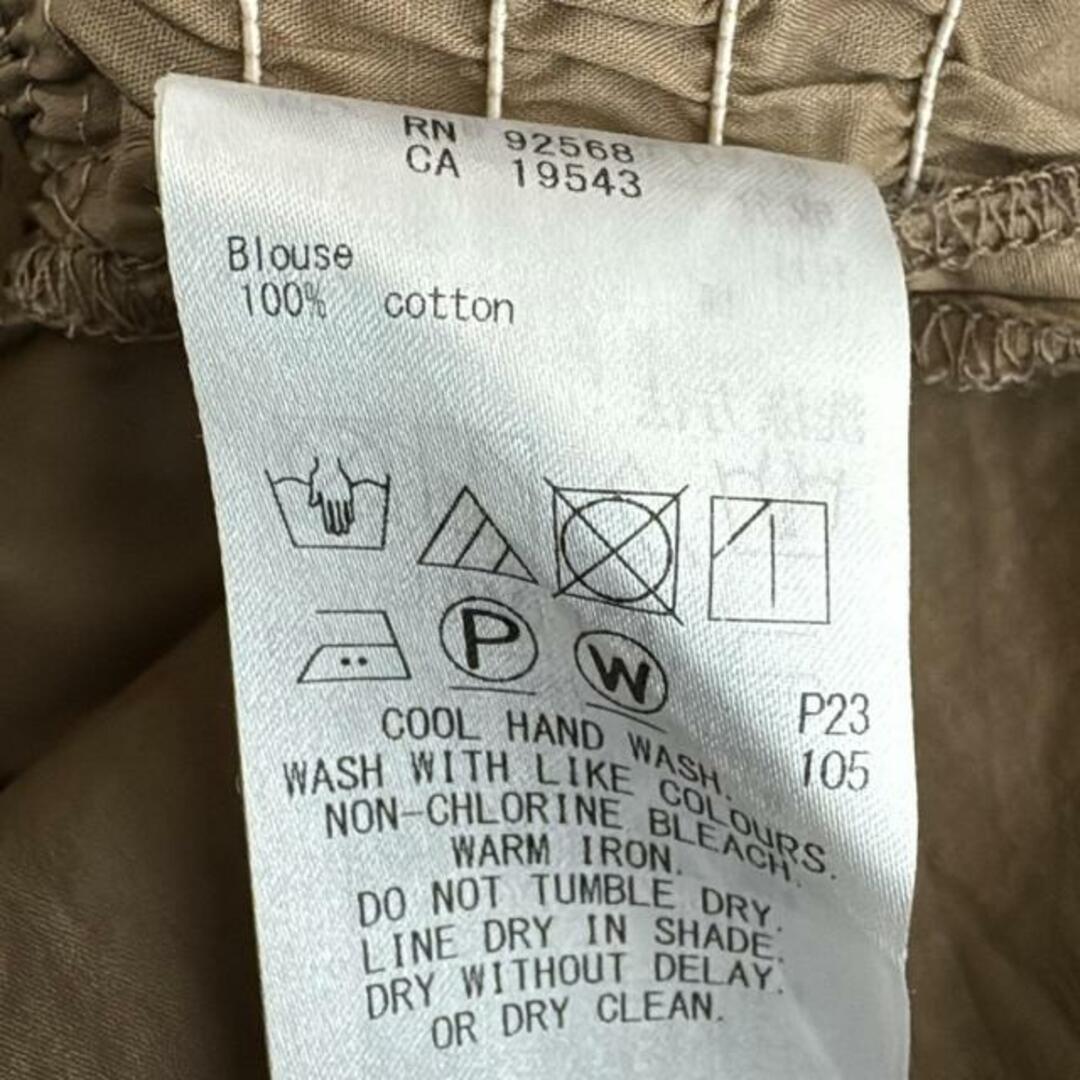 RN 92568
CA 19543
Blouse
100% cotton
P
W
P23
105
COOL HAND WASH.
WASH WITH LIKE COLOURS.
NON-CHLORINE BLEACH.
WARM IRON.
DO NOT TUMBLE DRY.
LINE DRY IN SHADE.
DRY WITHOUT DELAY.
OR DRY CLEAN.